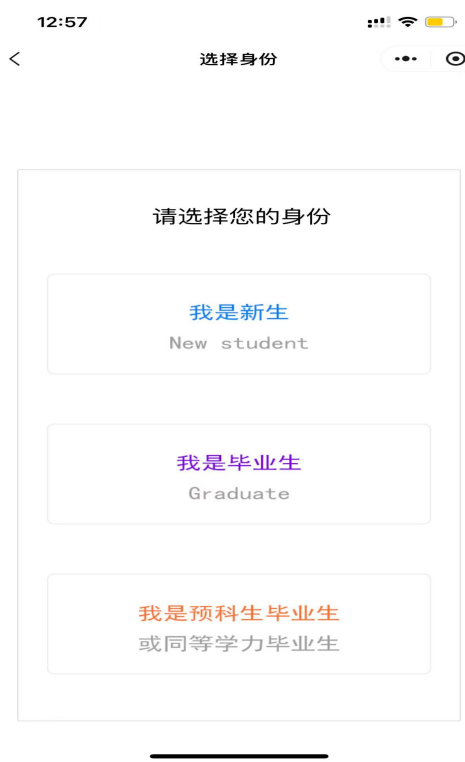 12:57
选择身份
请选择您的身份
我是新生
New student
我是毕业生
Graduate
我是预科生毕业生
或同等学力毕业生